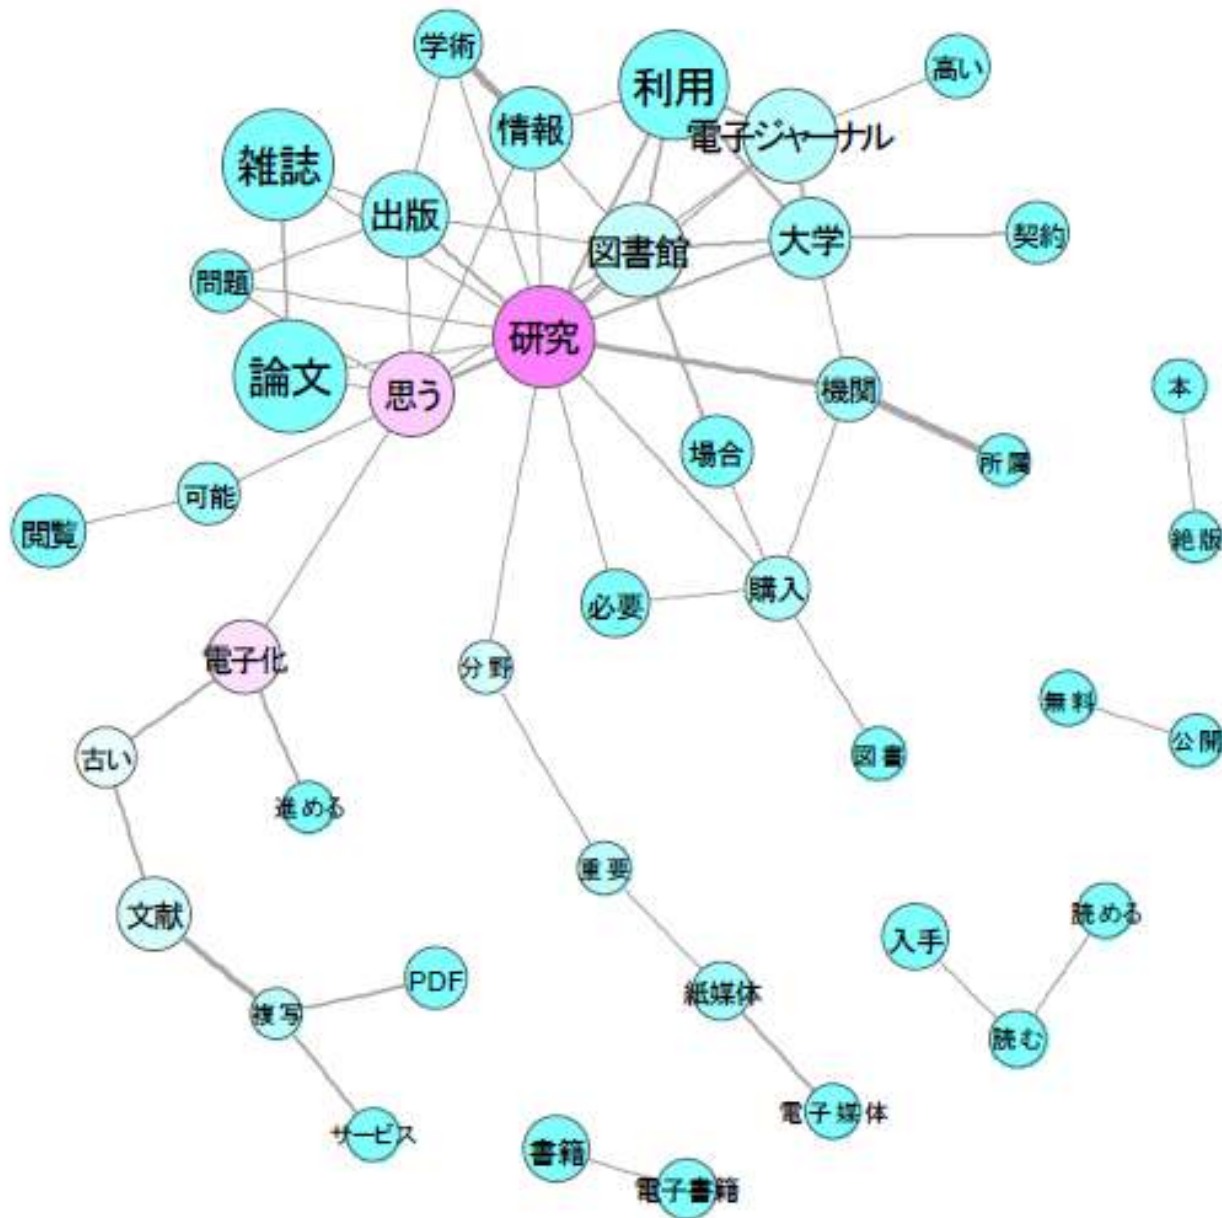 学術
高い
利用
情報
電子ジャーナル
雑誌
出版
契約
大学
図書館
問題
研究
論文
思う
機関
本
場合
所属
可能
閲覧
絶版
購入
必要
電子化
分野
無料
公開
古い
図書
進める
重要
文献
読める
入手
PDF
紙媒体
複写
読む
電子媒体
サービス
書籍
電子書籍